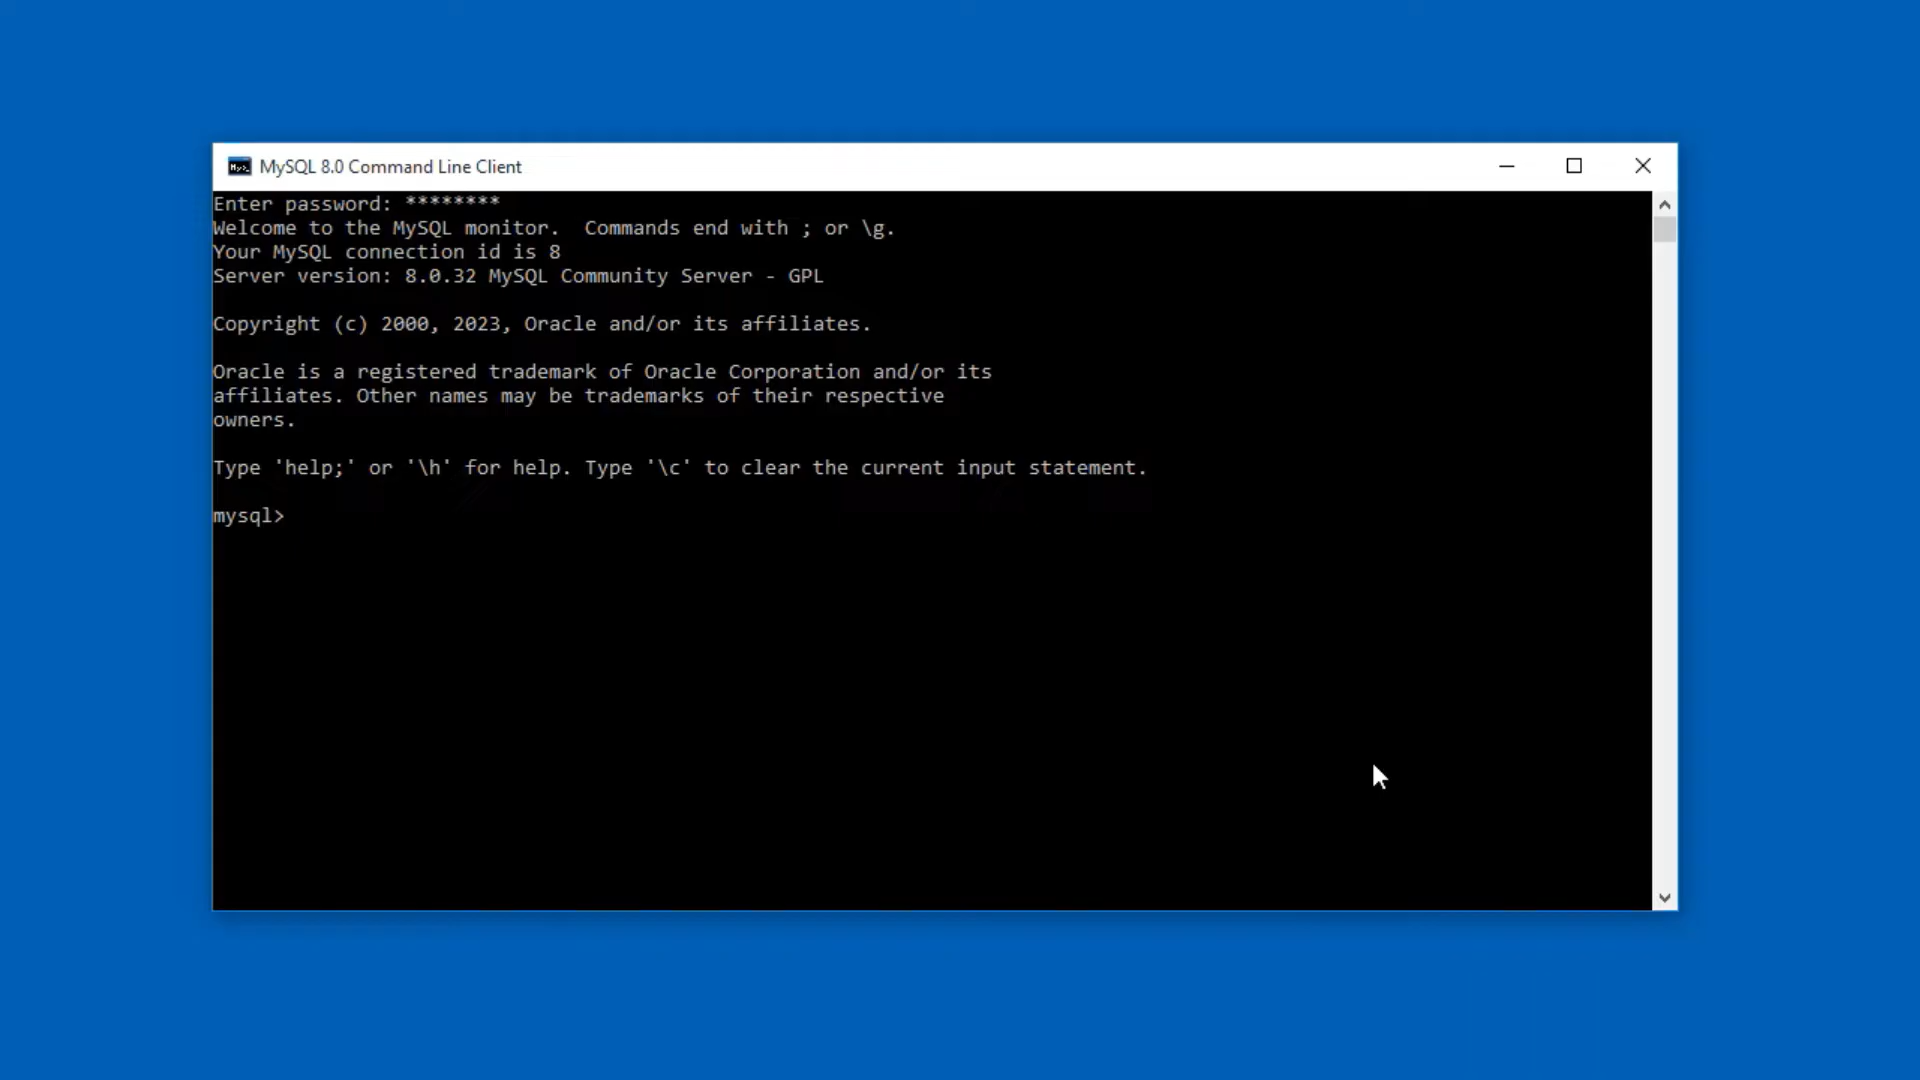 MySQL 8.0 Command Line Client
Enter password: ********
Welcome to the MySQL monitor.  Commands end with ; or \g.
Your MySQL connection id is 8
Server version: 8.0.32 MySQL Community Server - GPL
Copyright (c) 2000, 2023, Oracle and/or its affiliates.
Oracle is a registered trademark of Oracle Corporation and/or its
affiliates. Other names may be trademarks of their respective
owners.
Type 'help;' or '\h' for help. Type '\c' to clear the current input statement.
mysql>